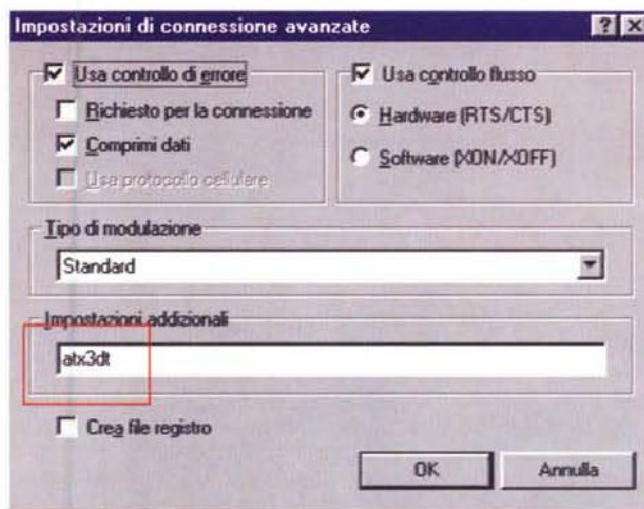 Impostazioni di connessione avanzate
Usa controllo di errore
Richiesto per la connessione
Comprimi dati
Usa protocollo cellulare
Usa controllo flusso
Hardware (RTS/CTS)
Software (XON/XOFF)
Tipo di modulazione
Standard
Impostazioni addizionali
atx3dt
Crea file registro
OK
Annulla